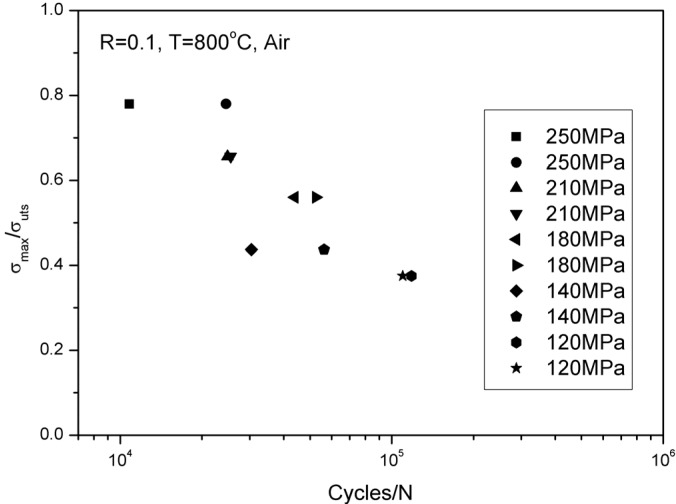 R=0.1, T=800°C, Air
1.0
0.8
0.6
0.4
0.2
0.0
σmax/σuts
250MPa
250MPa
210MPa
210MPa
180MPa
180MPa
140MPa
140MPa
120MPa
120MPa
10⁴
10⁵
10⁶
Cycles/N